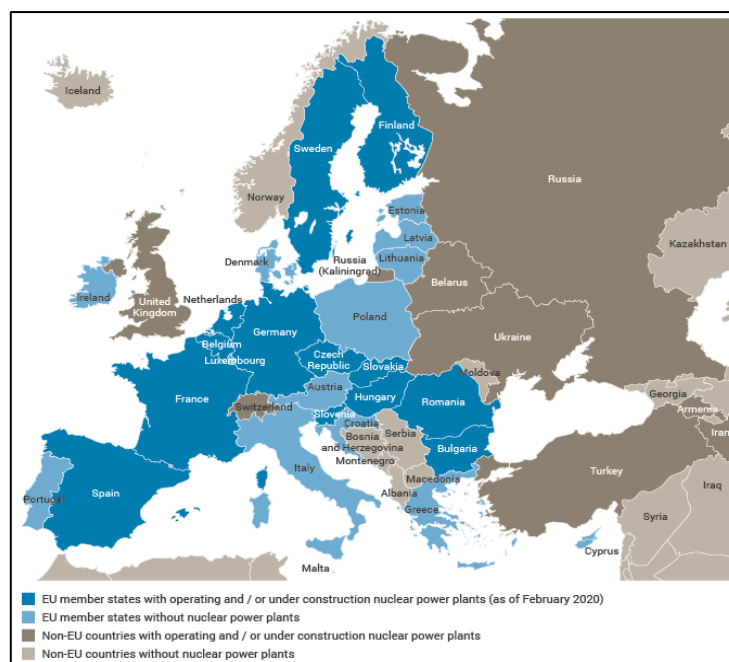 Iceland
Finland
Sweden
Norway
Russia
Estonia
Latvia
Lithuania
Denmark
Russia
(Kaliningrad)
Kazakhstan
Belarus
Ireland
United
Kingdom
Netherlands
Poland
Germany
Ukraine
Belgium
Luxembourg
Czech
Republic
Slovakia
Moldova
Austria
France
Switzerland
Hungary
Romania
Slovenia
Croatia
Georgia
Bosnia
and Herzegovina
Serbia
Armenia
Montenegro
Bulgaria
Iran
Italy
Macedonia
Turkey
Portugal
Spain
Albania
Iraq
Greece
Syria
Cyprus
Malta
EU member states with operating and / or under construction nuclear power plants (as of February 2020)
EU member states without nuclear power plants
Non-EU countries with operating and / or under construction nuclear power plants
Non-EU countries without nuclear power plants